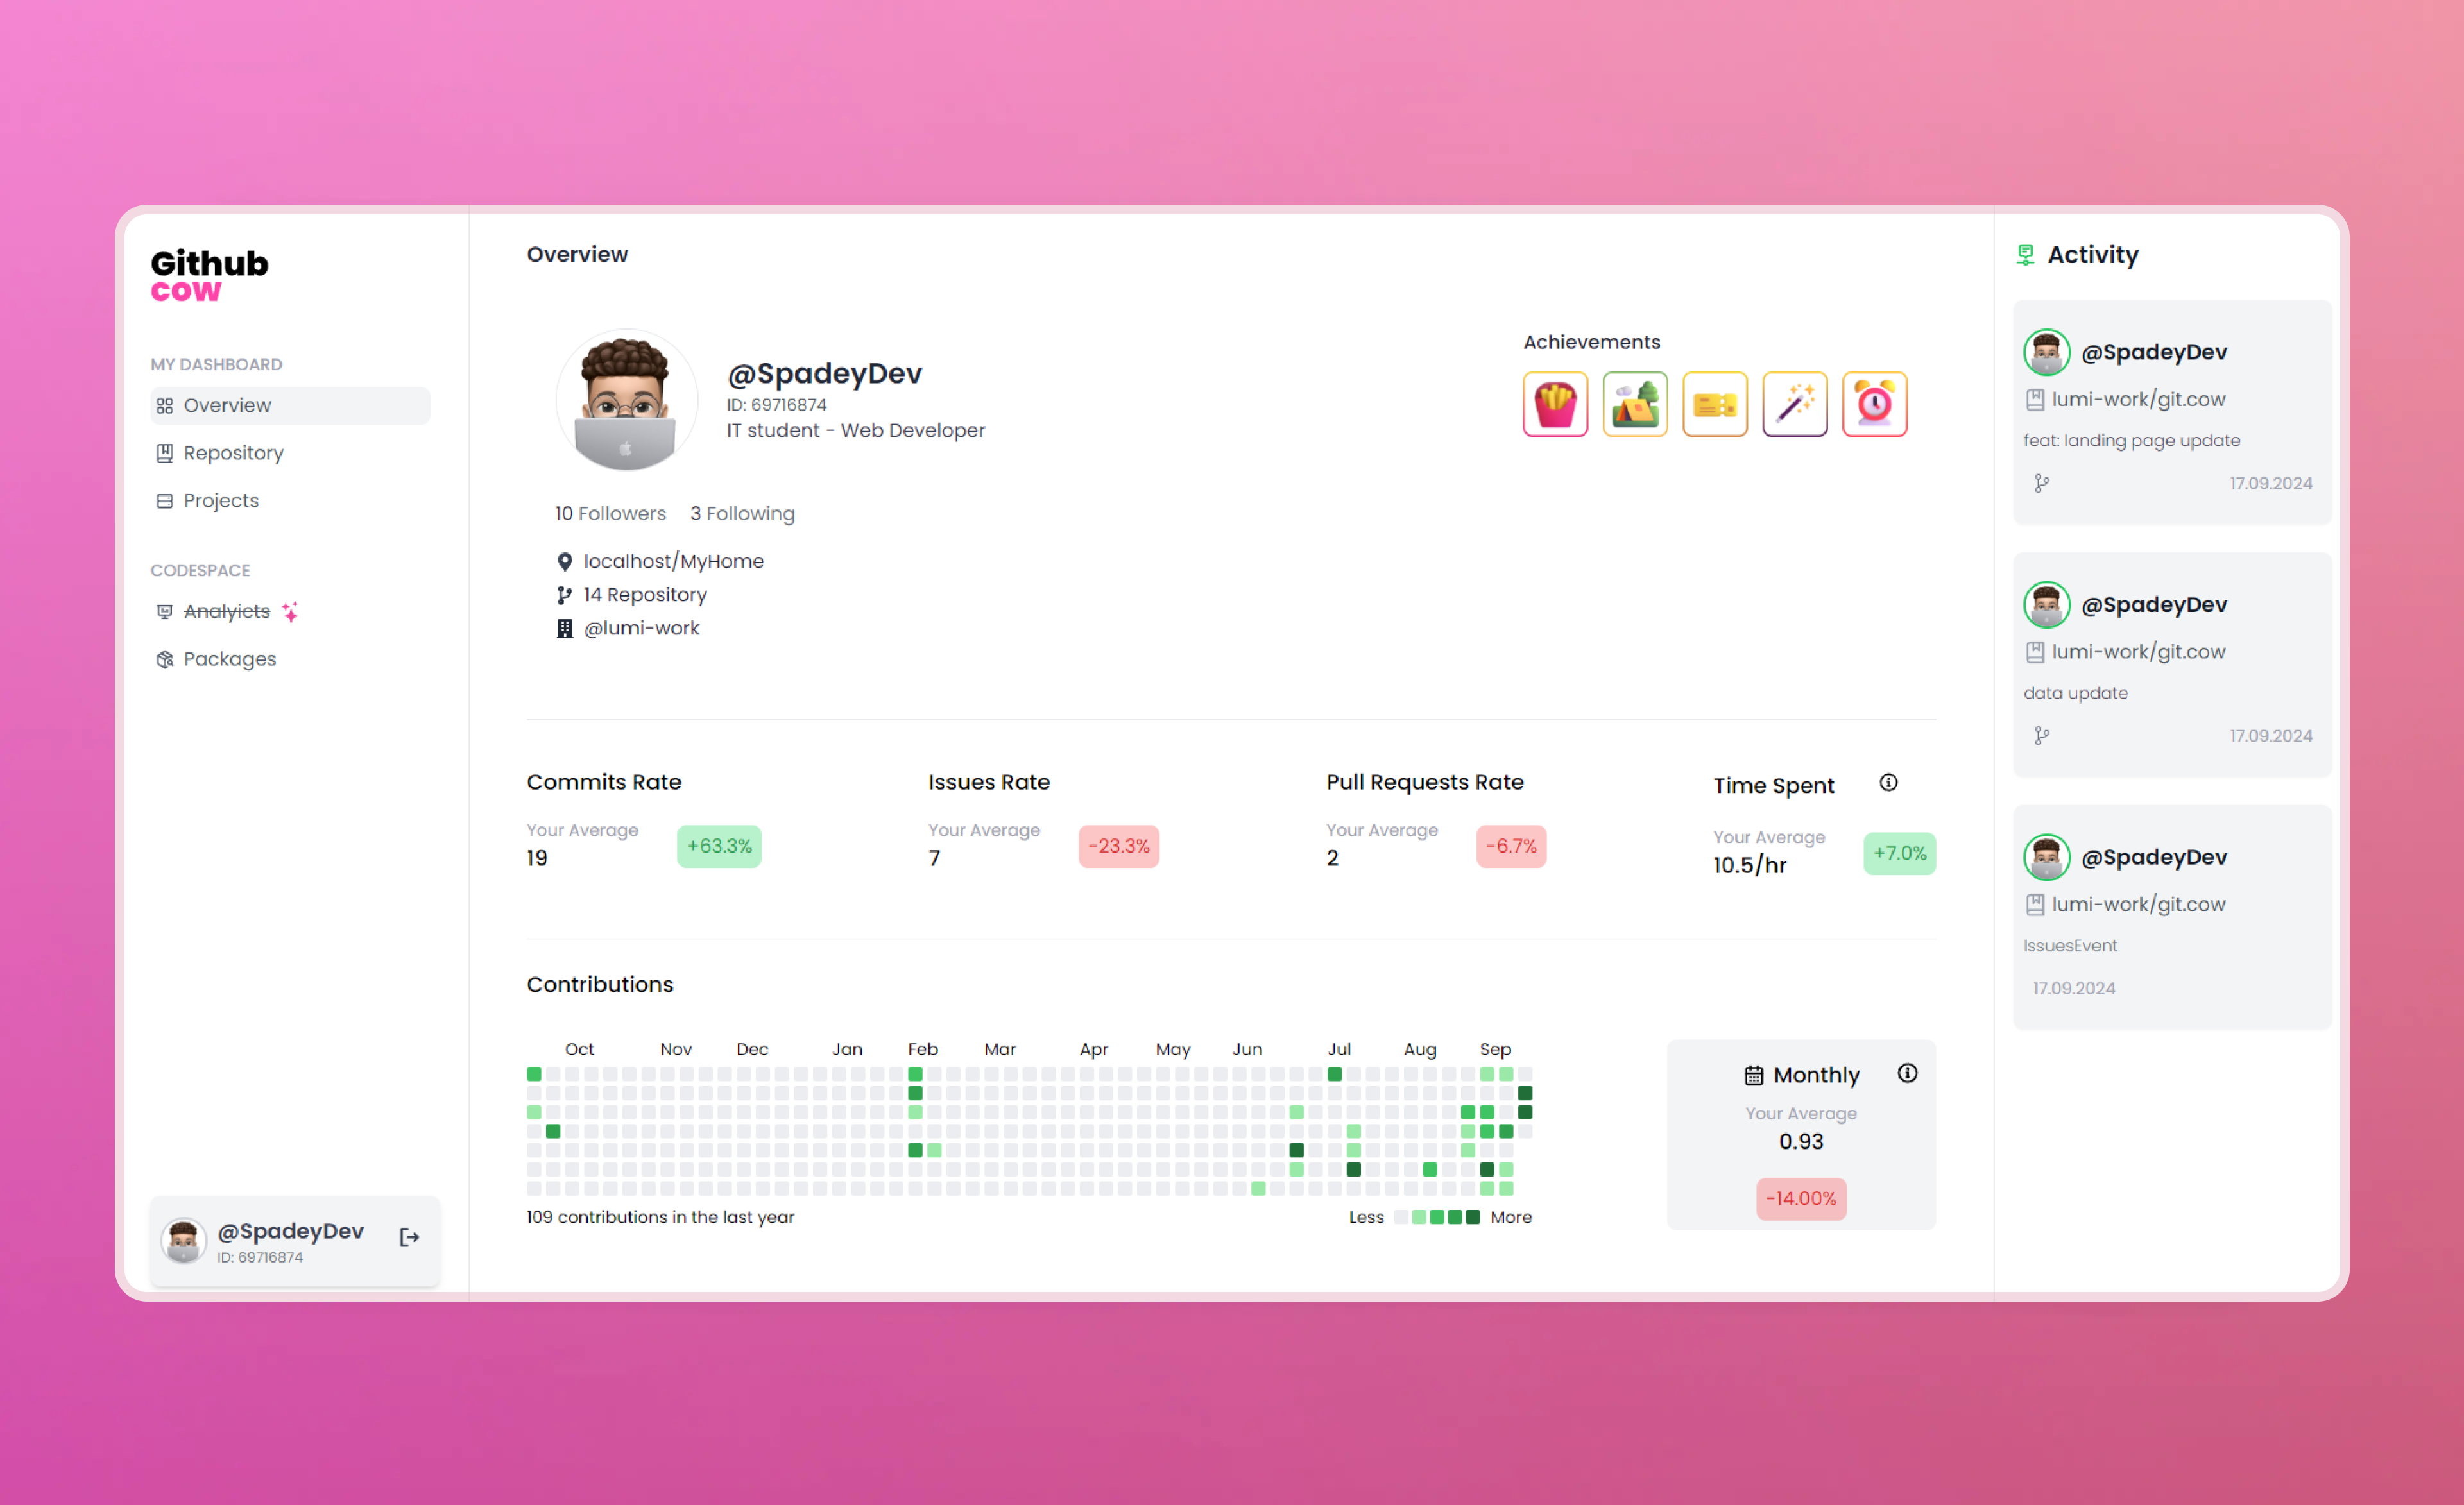 Github
cow
MY DASHBOARD
Overview
Repository
Projects
CODESPACE
Analyicts
Packages
@SpadeyDev
ID: 69716874
Overview
@SpadeyDev
ID: 69716874
IT student - Web Developer
Achievements
10 Followers 3 Following
localhost/MyHome
14 Repository
@lumi-work
Commits Rate
Your Average
19
+63.3%
Issues Rate
Your Average
7
-23.3%
Pull Requests Rate
Your Average
2
-6.7%
Time Spent
Your Average
10.5/hr
+7.0%
Contributions
Oct Nov Dec Jan Feb Mar Apr May Jun Jul Aug Sep
109 contributions in the last year
Less More
Monthly
Your Average
0.93
-14.00%
Activity
@SpadeyDev
lumi-work/git.cow
feat: landing page update
17.09.2024
@SpadeyDev
lumi-work/git.cow
data update
17.09.2024
@SpadeyDev
lumi-work/git.cow
IssuesEvent
17.09.2024